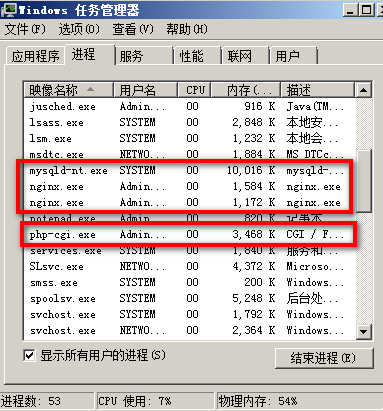 Windows 任务管理器
文件(F) 选项(O) 查看(V) 帮助(H)
应用程序 进程 服务 性能 联网 用户
映像名称 用户名 CPU 内存(... 描述
jusched.exe Admin... 00 916 K Java(TM...
lsass.exe SYSTEM 00 2,848 K 本地安...
lsm.exe SYSTEM 00 1,232 K 本地会...
msdtc.exe NETWO... 00 1,884 K MS DTCc...
mysqld-nt.exe SYSTEM 00 10,016 K mysqld-...
nginx.exe Admin... 00 1,584 K nginx.exe
nginx.exe Admin... 00 1,172 K nginx.exe
notepad.exe Admin... 00 820 K 记事本
php-cgi.exe Admin... 00 3,468 K CGI / F...
services.exe SYSTEM 00 1,840 K 服务和...
SLsvc.exe NETWO... 00 4,372 K Microso...
smss.exe SYSTEM 00 200 K Windows...
spoolsv.exe SYSTEM 00 5,248 K 后台处...
svchost.exe SYSTEM 00 1,792 K Windows...
svchost.exe NETWO... 00 2,364 K Windows...
显示所有用户的进程(S) 结束进程(E)
进程数: 53 CPU 使用: 7% 物理内存: 54%